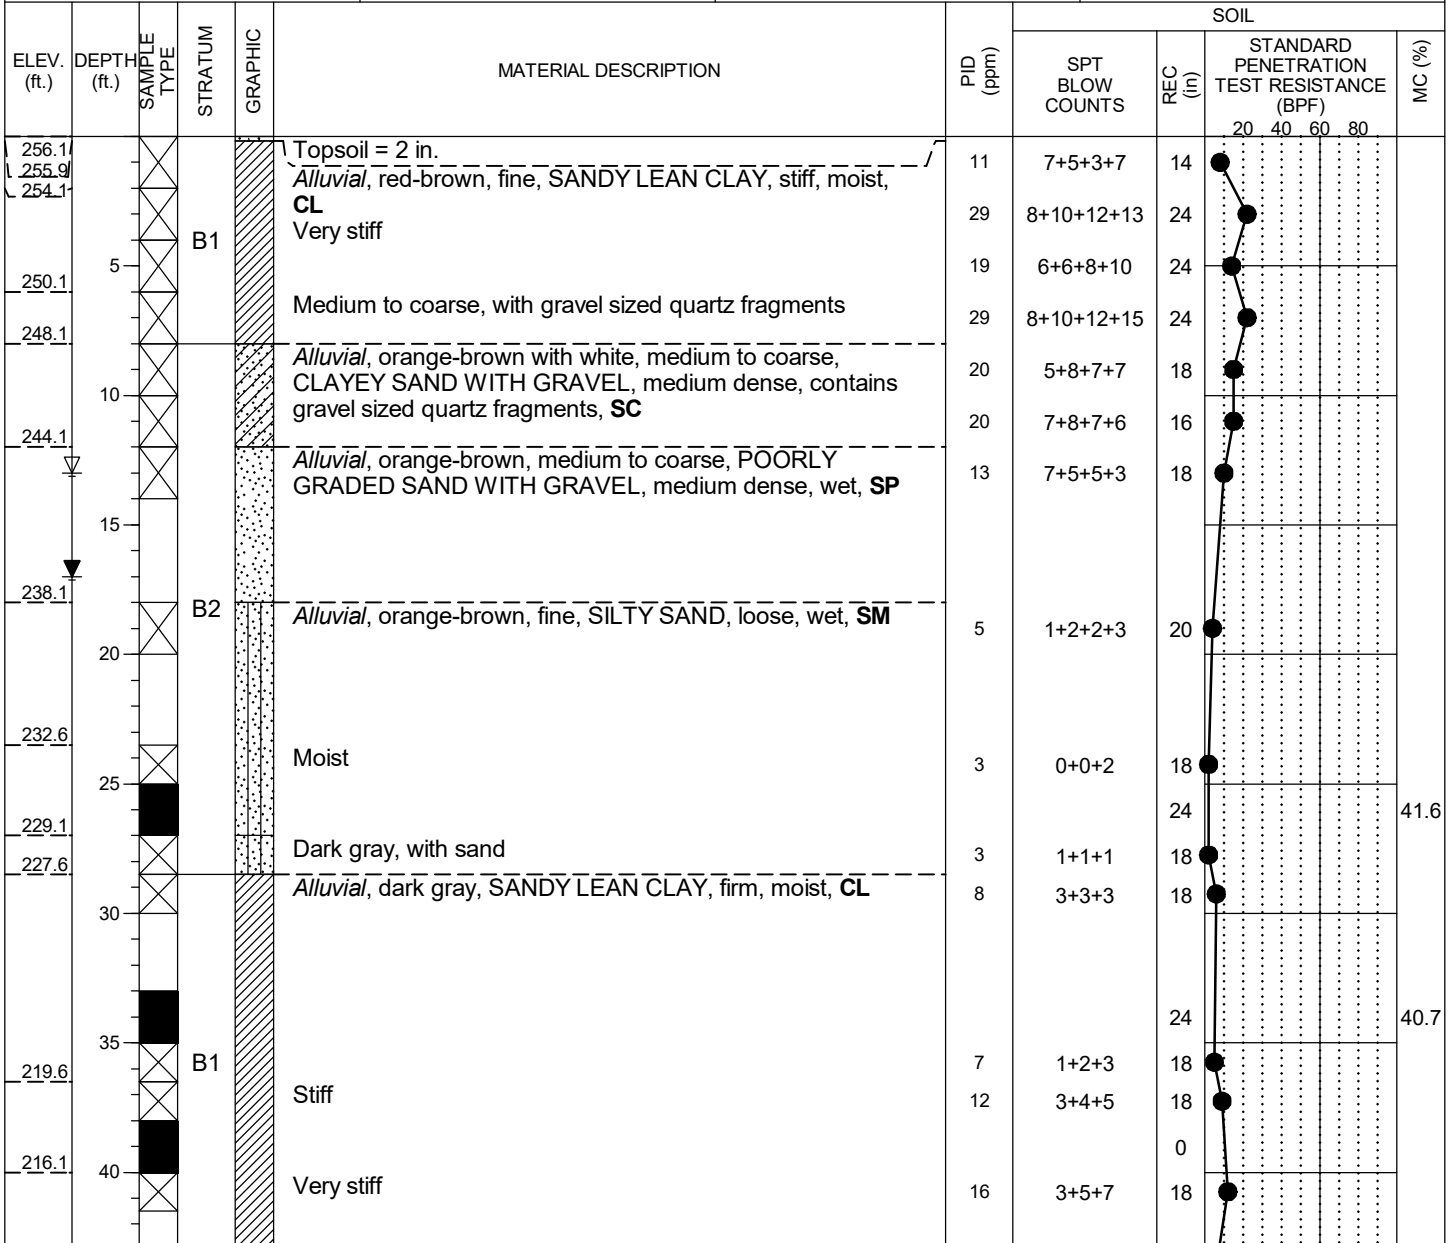 SOIL
ELEV.
(ft.)
DEPTH
(ft.)
SAMPLE
TYPE
STRATUM
GRAPHIC
MATERIAL DESCRIPTION
PID
(ppm)
SPT
BLOW
COUNTS
REC
(in)
STANDARD
PENETRATION
TEST RESISTANCE
(BPF)
20 40 60 80
MC (%)
256.1
Topsoil = 2 in.
11 7+5+3+7 14
255.9
Alluvial, red-brown, fine, SANDY LEAN CLAY, stiff, moist,
254.1
CL
29 8+10+12+13 24
Very stiff
B1
5
19 6+6+8+10 24
250.1
Medium to coarse, with gravel sized quartz fragments
29 8+10+12+15 24
248.1
Alluvial, orange-brown with white, medium to coarse,
20 5+8+7+7 18
CLAYEY SAND WITH GRAVEL, medium dense, contains
10
gravel sized quartz fragments, SC
20 7+8+7+6 16
244.1
Alluvial, orange-brown, medium to coarse, POORLY
13 7+5+5+3 18
GRADED SAND WITH GRAVEL, medium dense, wet, SP
15
238.1
B2
Alluvial, orange-brown, fine, SILTY SAND, loose, wet, SM
5 1+2+2+3 20
20
232.6
Moist
3 0+0+2 18
25
24 41.6
229.1
Dark gray, with sand
3 1+1+1 18
227.6
Alluvial, dark gray, SANDY LEAN CLAY, firm, moist, CL
8 3+3+3 18
30
24 40.7
35
B1
7 1+2+3 18
219.6
Stiff
12 3+4+5 18
0
216.1
40
Very stiff
16 3+5+7 18